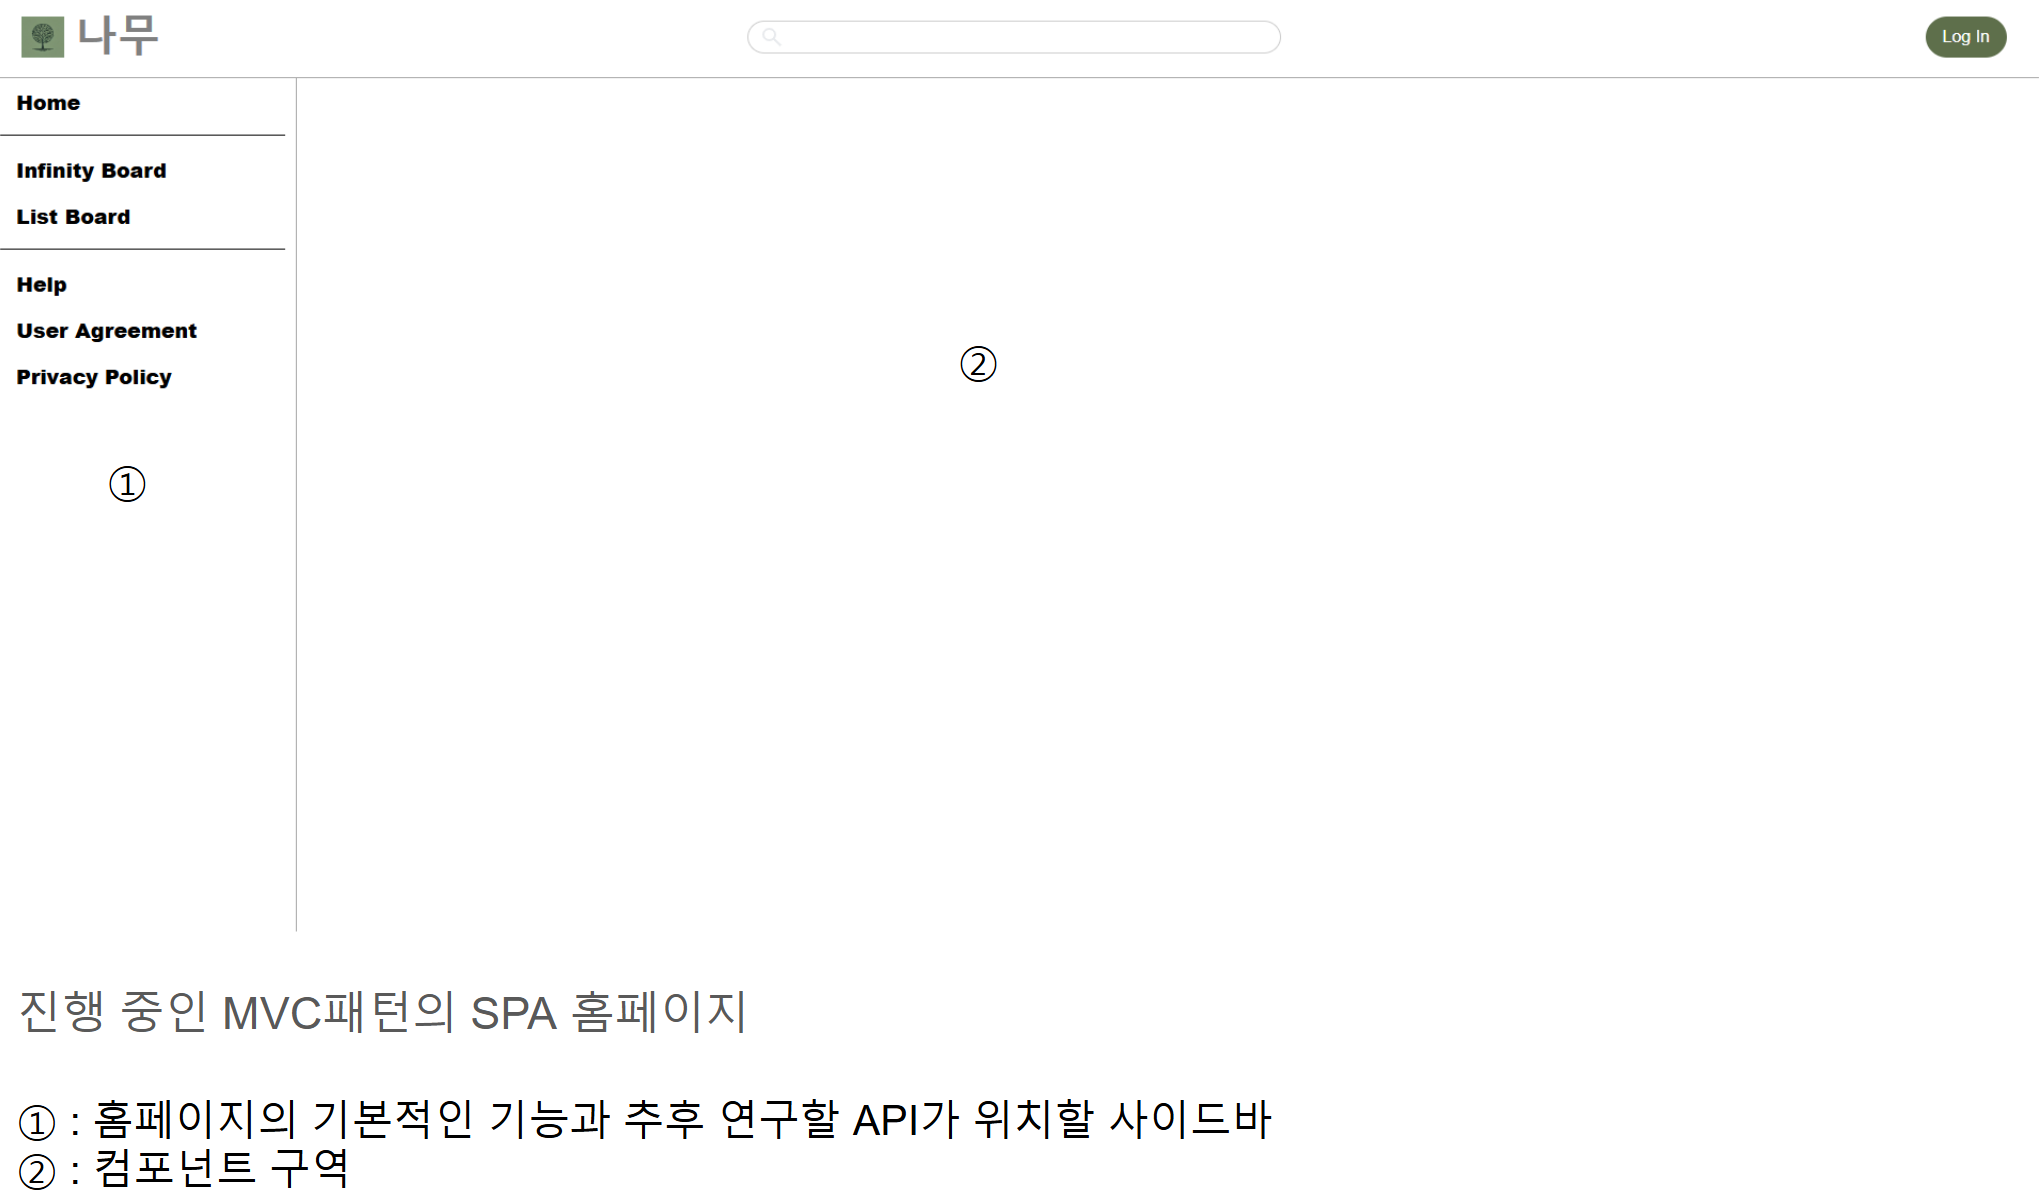 나무
Log In
Home
Infinity Board
List Board
Help
User Agreement
Privacy Policy
②
①
진행 중인 MVC패턴의 SPA 홈페이지
① : 홈페이지의 기본적인 기능과 추후 연구할 API가 위치할 사이드바
② : 컴포넌트 구역